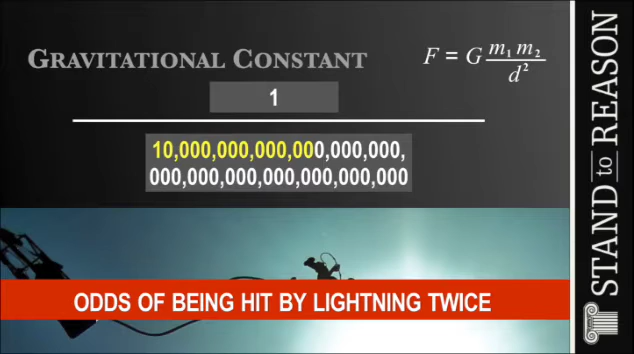 GRAVITATIONAL CONSTANT
F = G m₁ m₂ / d²
1
10,000,000,000,000,000,000,
000,000,000,000,000,000,000
ODDS OF BEING HIT BY LIGHTNING TWICE
STAND to REASON